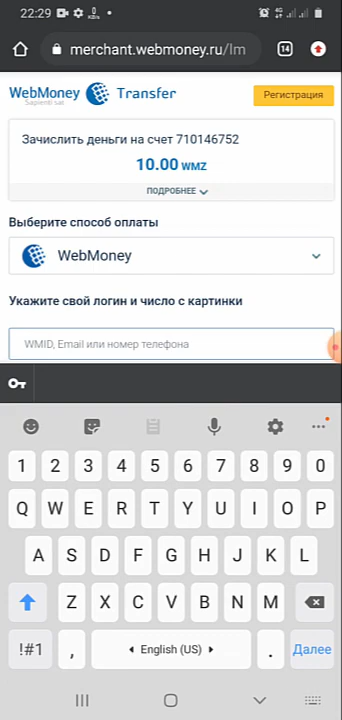 22:29
merchant.webmoney.ru/lm
14
WebMoney Transfer
Sapienti sat
Регистрация
Зачислить деньги на счет 710146752
10.00 WMZ
ПОДРОБНЕЕ
Выберите способ оплаты
WebMoney
Укажите свой логин и число с картинки
WMID, Email или номер телефона
1 2 3 4 5 6 7 8 9 0
Q W E R T Y U I O P
A S D F G H J K L
Z X C V B N M
!#1 , English (US) . Далее